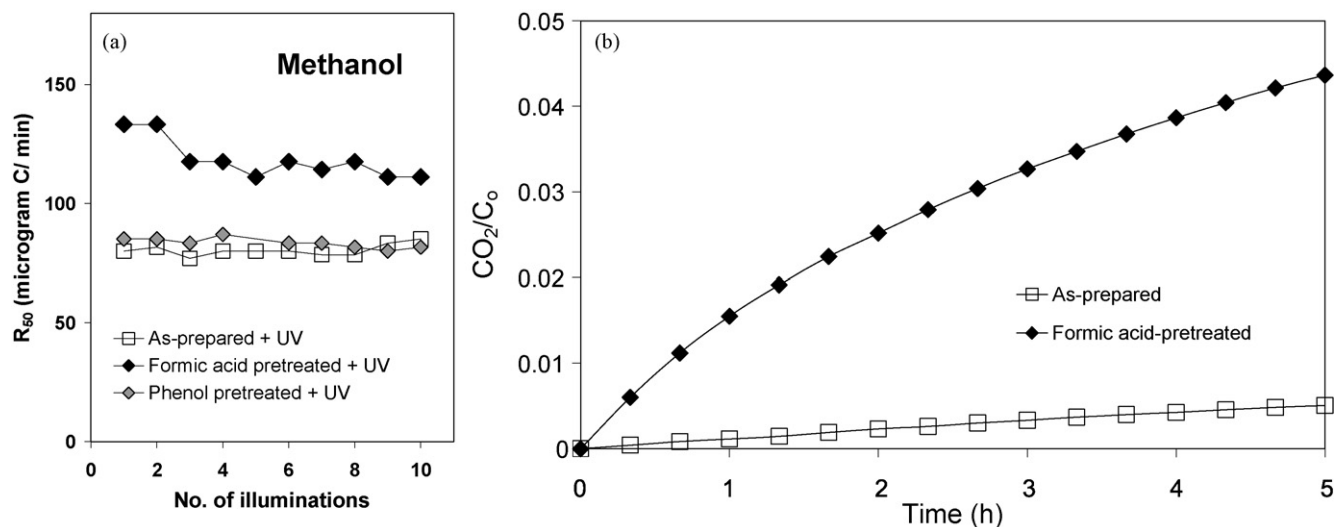 (a)
Methanol
150
100
50
0
R₅₀ (microgram C/ min)
As-prepared + UV
Formic acid pretreated + UV
Phenol pretreated + UV
0 2 4 6 8 10
No. of illuminations
(b)
0.05
0.04
0.03
0.02
0.01
0
CO₂/Cₒ
As-prepared
Formic acid-pretreated
0 1 2 3 4 5
Time (h)